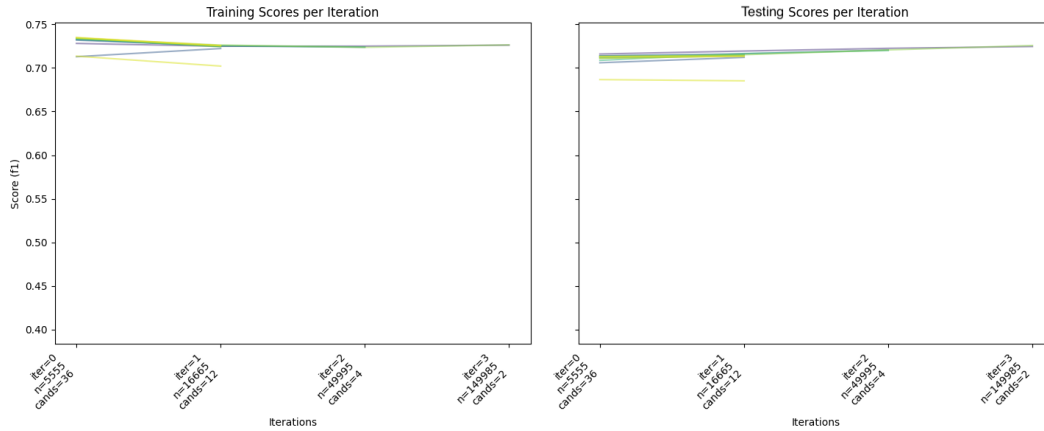 Training Scores per Iteration
Testing Scores per Iteration
Score (f1)
0.75
0.70
0.65
0.60
0.55
0.50
0.45
0.40
iter=0
n=5555
cands=36
iter=1
n=16665
cands=12
iter=2
n=49995
cands=4
iter=3
n=149985
cands=2
Iterations
iter=0
n=5555
cands=36
iter=1
n=16665
cands=12
iter=2
n=49995
cands=4
iter=3
n=149985
cands=2
Iterations